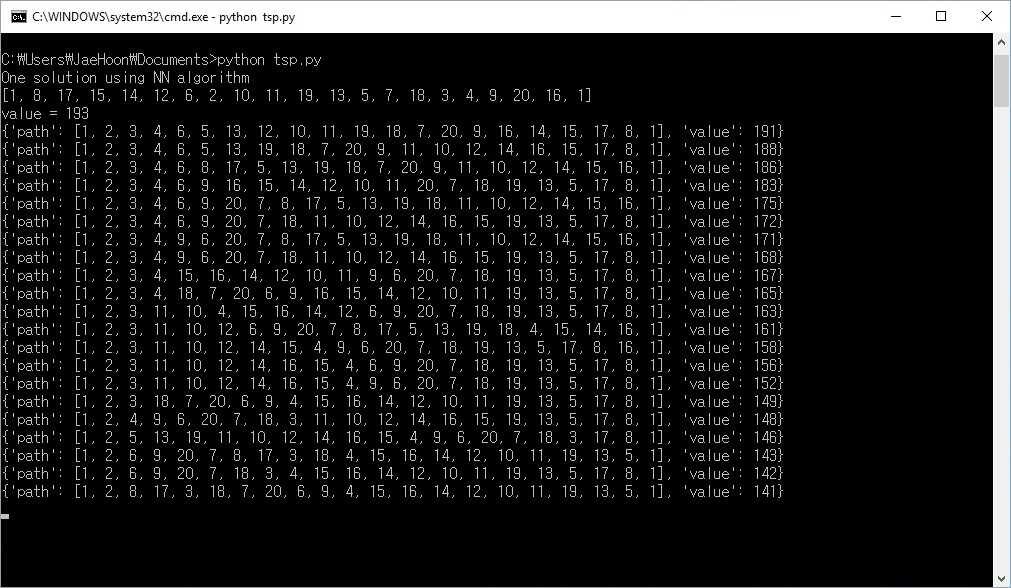 C:\WINDOWS\system32\cmd.exe - python tsp.py
C:₩Users₩JaeHoon₩Documents>python tsp.py
One solution using NN algorithm
[1, 8, 17, 15, 14, 12, 6, 2, 10, 11, 19, 13, 5, 7, 18, 3, 4, 9, 20, 16, 1]
value = 193
{'path': [1, 2, 3, 4, 6, 5, 13, 12, 10, 11, 19, 18, 7, 20, 9, 16, 14, 15, 17, 8, 1], 'value': 191}
{'path': [1, 2, 3, 4, 6, 5, 13, 19, 18, 7, 20, 9, 11, 10, 12, 14, 16, 15, 17, 8, 1], 'value': 188}
{'path': [1, 2, 3, 4, 6, 8, 17, 5, 13, 19, 18, 7, 20, 9, 11, 10, 12, 14, 15, 16, 1], 'value': 186}
{'path': [1, 2, 3, 4, 6, 9, 16, 15, 14, 12, 10, 11, 20, 7, 18, 19, 13, 5, 17, 8, 1], 'value': 183}
{'path': [1, 2, 3, 4, 6, 9, 20, 7, 8, 17, 5, 13, 19, 18, 11, 10, 12, 14, 15, 16, 1], 'value': 175}
{'path': [1, 2, 3, 4, 6, 9, 20, 7, 18, 11, 10, 12, 14, 16, 15, 19, 13, 5, 17, 8, 1], 'value': 172}
{'path': [1, 2, 3, 4, 9, 6, 20, 7, 8, 17, 5, 13, 19, 18, 11, 10, 12, 14, 15, 16, 1], 'value': 171}
{'path': [1, 2, 3, 4, 9, 6, 20, 7, 18, 11, 10, 12, 14, 16, 15, 19, 13, 5, 17, 8, 1], 'value': 168}
{'path': [1, 2, 3, 4, 15, 16, 14, 12, 10, 11, 9, 6, 20, 7, 18, 19, 13, 5, 17, 8, 1], 'value': 167}
{'path': [1, 2, 3, 4, 18, 7, 20, 6, 9, 16, 15, 14, 12, 10, 11, 19, 13, 5, 17, 8, 1], 'value': 165}
{'path': [1, 2, 3, 11, 10, 4, 15, 16, 14, 12, 6, 9, 20, 7, 18, 19, 13, 5, 17, 8, 1], 'value': 163}
{'path': [1, 2, 3, 11, 10, 12, 6, 9, 20, 7, 8, 17, 5, 13, 19, 18, 4, 15, 14, 16, 1], 'value': 161}
{'path': [1, 2, 3, 11, 10, 12, 14, 15, 4, 9, 6, 20, 7, 18, 19, 13, 5, 17, 8, 16, 1], 'value': 158}
{'path': [1, 2, 3, 11, 10, 12, 14, 16, 15, 4, 6, 9, 20, 7, 18, 19, 13, 5, 17, 8, 1], 'value': 156}
{'path': [1, 2, 3, 11, 10, 12, 14, 16, 15, 4, 9, 6, 20, 7, 18, 19, 13, 5, 17, 8, 1], 'value': 152}
{'path': [1, 2, 3, 18, 7, 20, 6, 9, 4, 15, 16, 14, 12, 10, 11, 19, 13, 5, 17, 8, 1], 'value': 149}
{'path': [1, 2, 4, 9, 6, 20, 7, 18, 3, 11, 10, 12, 14, 16, 15, 19, 13, 5, 17, 8, 1], 'value': 148}
{'path': [1, 2, 5, 13, 19, 11, 10, 12, 14, 16, 15, 4, 9, 6, 20, 7, 18, 3, 17, 8, 1], 'value': 146}
{'path': [1, 2, 6, 9, 20, 7, 8, 17, 3, 18, 4, 15, 16, 14, 12, 10, 11, 19, 13, 5, 1], 'value': 143}
{'path': [1, 2, 6, 9, 20, 7, 18, 3, 4, 15, 16, 14, 12, 10, 11, 19, 13, 5, 17, 8, 1], 'value': 142}
{'path': [1, 2, 8, 17, 3, 18, 7, 20, 6, 9, 4, 15, 16, 14, 12, 10, 11, 19, 13, 5, 1], 'value': 141}